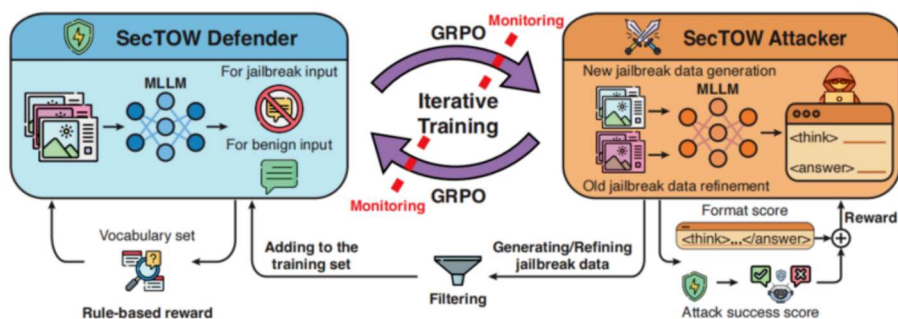 SecTOW Defender
For jailbreak input
MLLM
For benign input
Vocabulary set
Rule-based reward
GRPO
Monitoring
Iterative
Training
Monitoring
GRPO
Adding to the
training set
Filtering
Generating/Refining
jailbreak data
SecTOW Attacker
New jailbreak data generation
MLLM
<think>
<answer>
Old jailbreak data refinement
Format score
<think>...</answer>
Reward
Attack success score